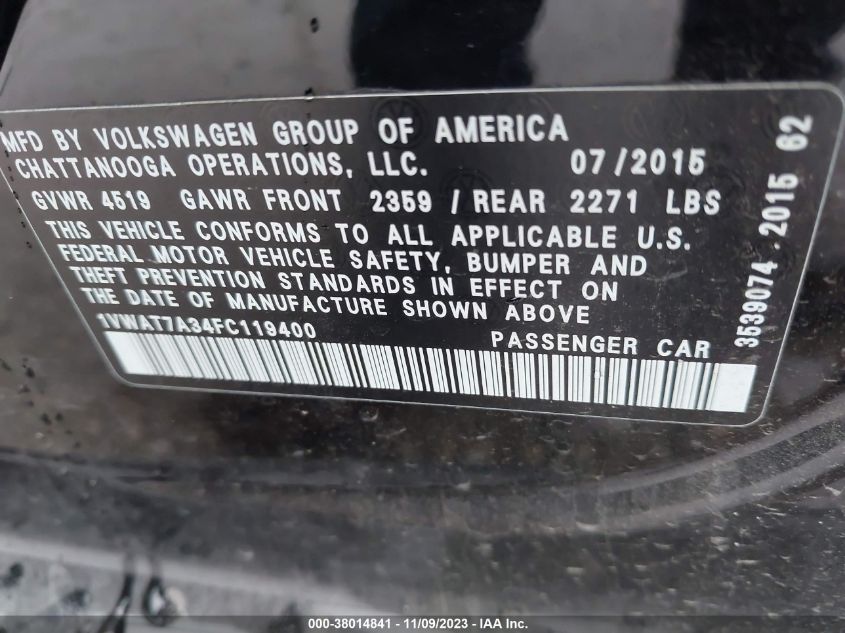 MFD BY VOLKSWAGEN GROUP OF AMERICA
CHATTANOOGA OPERATIONS, LLC. 07/2015
GVWR 4519 GAWR FRONT 2359 / REAR 2271 LBS
THIS VEHICLE CONFORMS TO ALL APPLICABLE U.S.
FEDERAL MOTOR VEHICLE SAFETY, BUMPER AND
THEFT PREVENTION STANDARDS IN EFFECT ON
THE DATE OF MANUFACTURE SHOWN ABOVE
1VWAT7A34FC119400 PASSENGER CAR
3539074 .2015 62
000-38014841 - 11/09/2023 - IAA Inc.